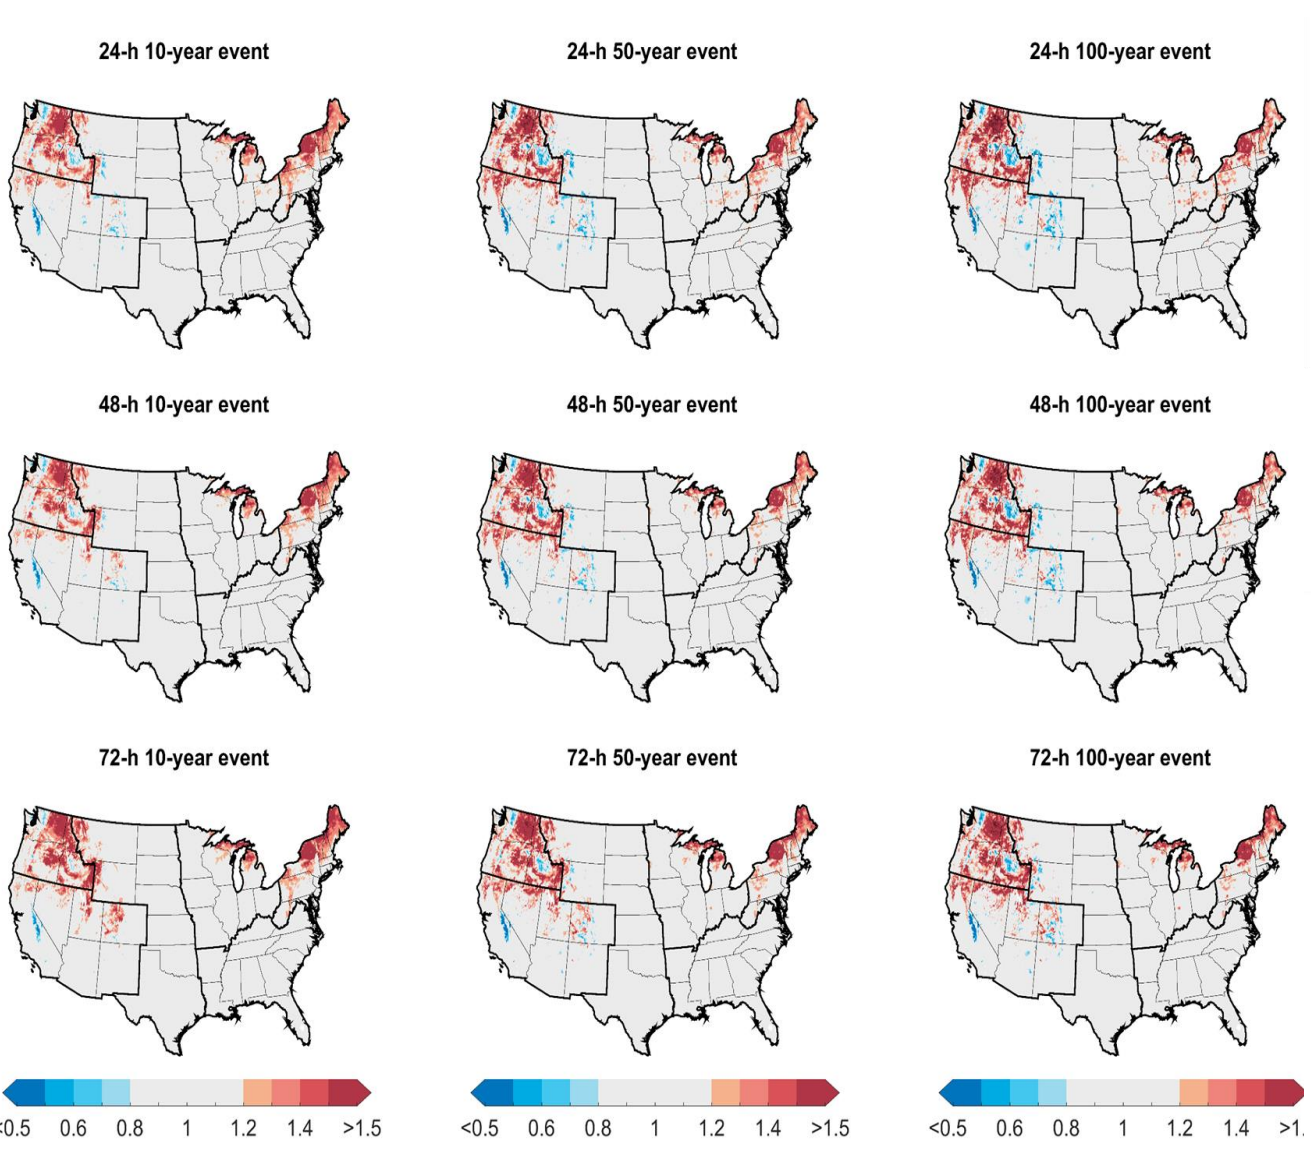 24-h 10-year event 24-h 50-year event 24-h 100-year event
48-h 10-year event 48-h 50-year event 48-h 100-year event
72-h 10-year event 72-h 50-year event 72-h 100-year event
<0.5 0.6 0.8 1 1.2 1.4 >1.5 <0.5 0.6 0.8 1 1.2 1.4 >1.5 <0.5 0.6 0.8 1 1.2 1.4 >1.